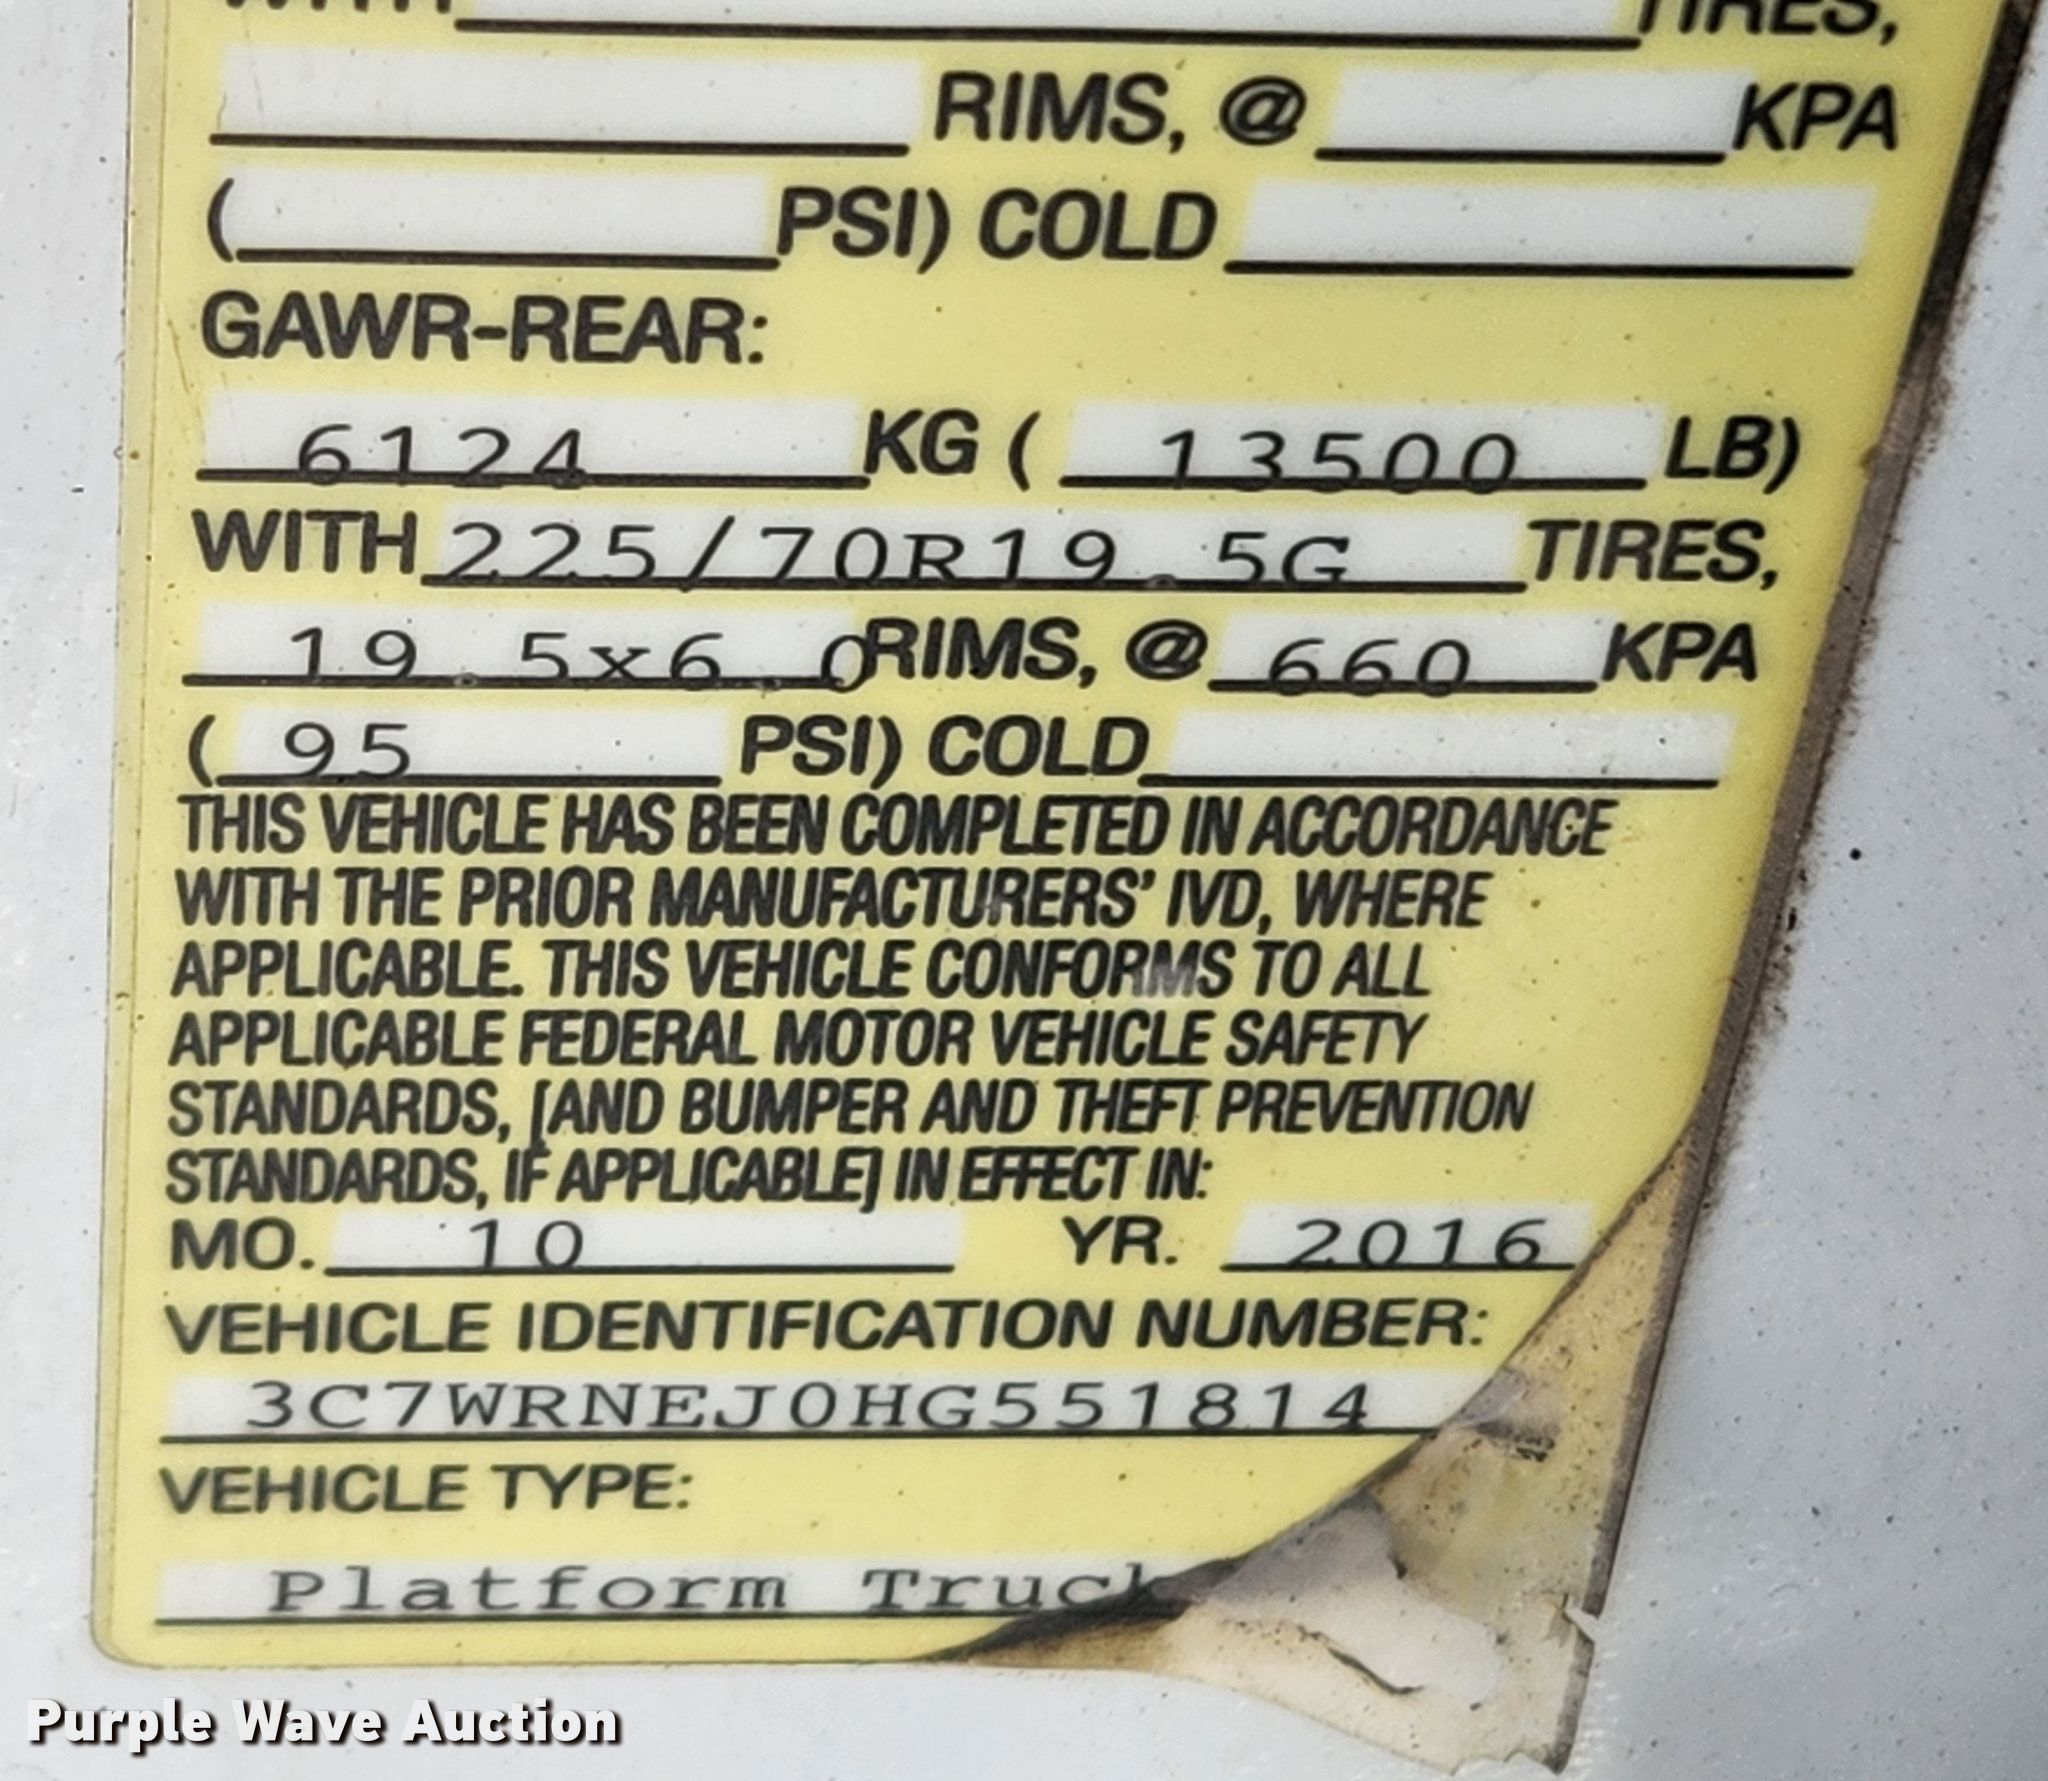 WITH TIRES,
RIMS, @ KPA
( PSI) COLD
GAWR-REAR:
6124 KG ( 13500 LB)
WITH 225/70R19.5G TIRES,
19.5x6.0 RIMS, @ 660 KPA
( 95 PSI) COLD
THIS VEHICLE HAS BEEN COMPLETED IN ACCORDANCE
WITH THE PRIOR MANUFACTURERS' IVD, WHERE
APPLICABLE. THIS VEHICLE CONFORMS TO ALL
APPLICABLE FEDERAL MOTOR VEHICLE SAFETY
STANDARDS, [AND BUMPER AND THEFT PREVENTION
STANDARDS, IF APPLICABLE] IN EFFECT IN:
MO. 10 YR. 2016
VEHICLE IDENTIFICATION NUMBER:
3C7WRNEJ0HG551814
VEHICLE TYPE:
Platform Truck
Purple Wave Auction